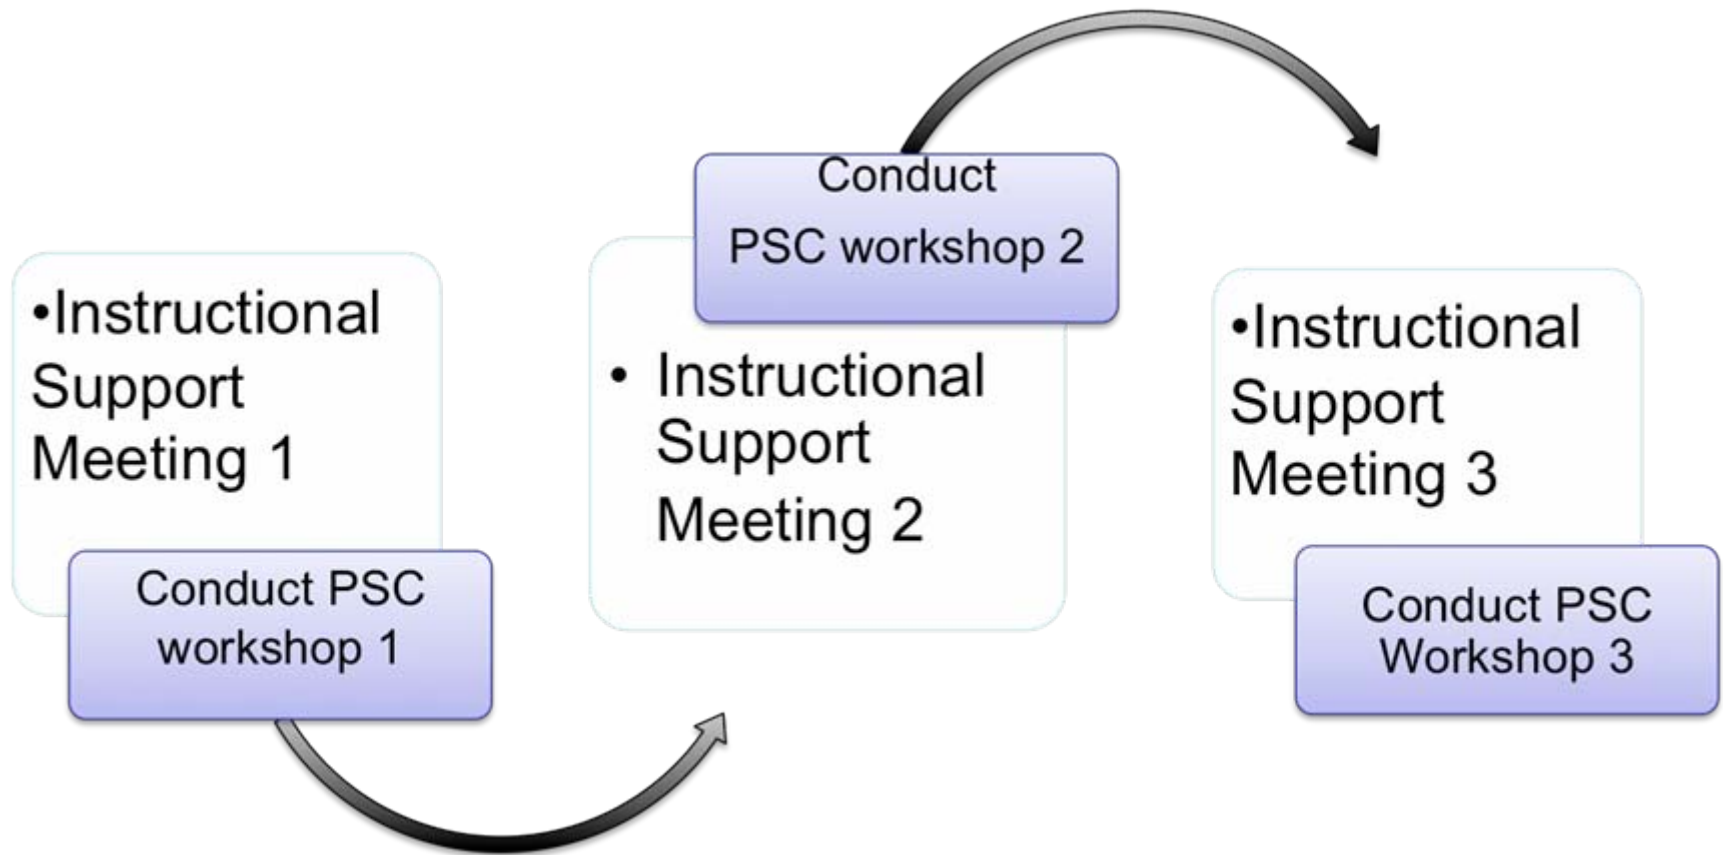 •Instructional
Support
Meeting 1
Conduct PSC
workshop 1
Conduct
PSC workshop 2
• Instructional
Support
Meeting 2
•Instructional
Support
Meeting 3
Conduct PSC
Workshop 3